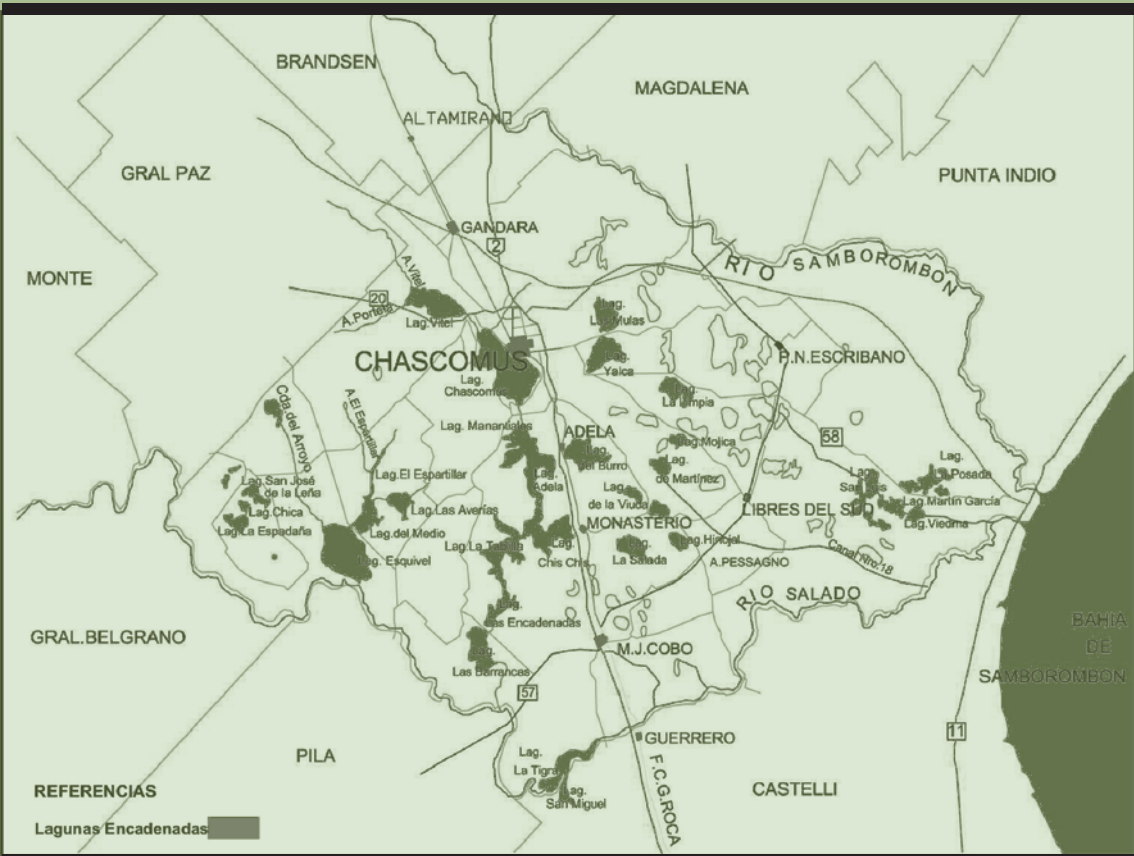 BRANDSEN
MAGDALENA
ALTAMIRANO
GRAL PAZ
PUNTA INDIO
GANDARA
2
MONTE
A.Vitel
RIO SAMBOROMBON
20
A.Portela
Lag.Vitel
Lag.
Las Mulas
CHASCOMUS
Lag.
Yalca
P.N.ESCRIBANO
Lag.
Chascomus
Lag.
La limpia
Cda.del Arroyo
A.El Espartillar
Lag. Manantiales
ADELA
Lag.
del Burro
Lag.Mojica
58
Lag.
de Martínez
Lag.
La Posada
Lag.El Espartillar
Lag.
Adela
Lag.San José
de la Leña
Lag.
de la Viuda
Lag.
Lag.Martín García
Lag.Chica
Lag.Las Averías
LIBRES DEL SUD
Lag.Viedma
Lag.La Espadaña
Lag.del Medio
MONASTERIO
Lag.
Chis Chis
Lag.
La Salada
Lag.Hinojal
Canal Nro.18
Lag. Esquivel
A.PESSAGNO
RIO SALADO
Lag.
Las Encadenadas
BAHIA
DE
SAMBOROMBON
GRAL.BELGRANO
M.J.COBO
Lag.
Las Barrancas
57
11
GUERRERO
PILA
Lag.
La Tigra
F.C.G.ROCA
CASTELLI
Lag.
San Miguel
REFERENCIAS
Lagunas Encadenadas